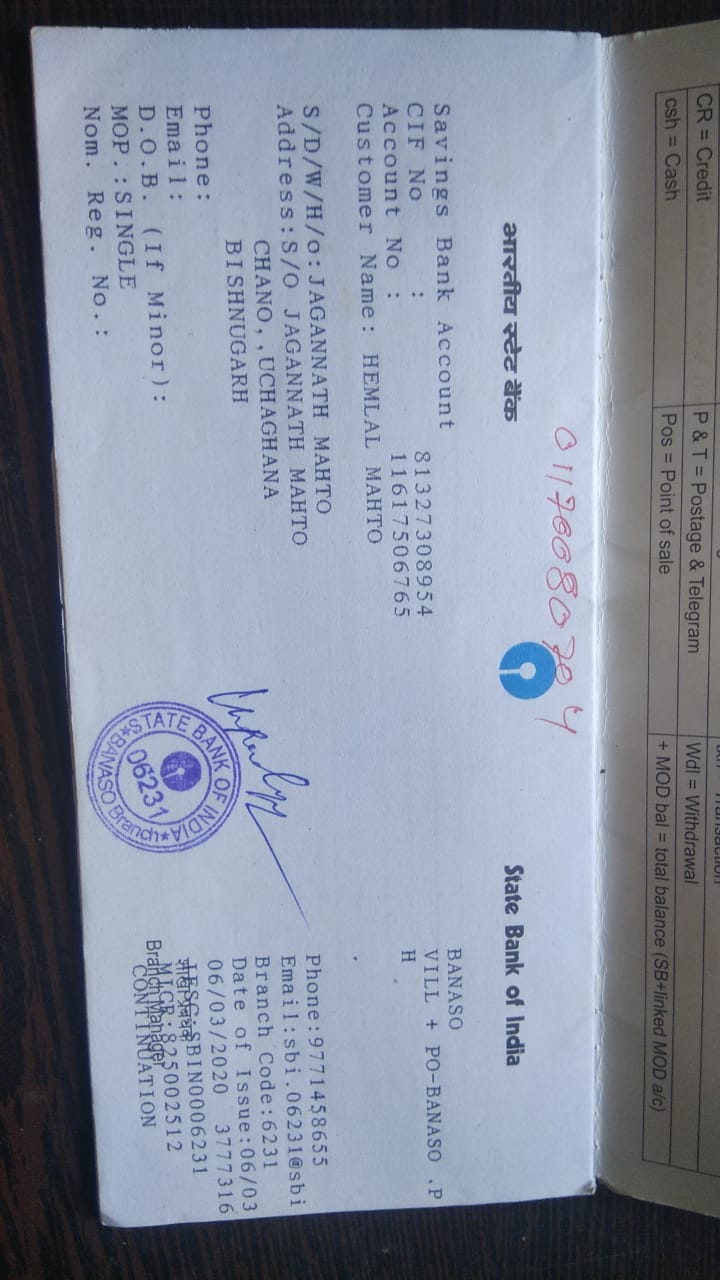 CR = Credit
P & T = Postage & Telegram
Wdl = Withdrawal
csh = Cash
Pos = Point of sale
+ MOD bal = total balance (SB+linked MOD a/c)
भारतीय स्टेट बैंक
State Bank of India
BANASO
VILL + PO-BANASO ,P
H
Savings Bank Account
CIF No : 81327308954
Account No : 11617506765
Customer Name: HEMLAL MAHTO
S/D/W/H/o:JAGANNATH MAHTO
Address:S/O JAGANNATH MAHTO
CHANO,,UCHAGHANA
BISHNUGARH
Phone:
Email:
D.O.B. (If Minor):
MOP.:SINGLE
Nom. Reg. No.:
STATE BANK OF INDIA
06231
BANASO Branch
Phone:9771458655
Email:sbi.06231@sbi
Branch Code:6231
Date of Issue:06/03
06/03/2020 3777316
IFSC:SBIN0006231
MICR:825002512
शाखा प्रबंधक
Branch Manager
CONTINUATION